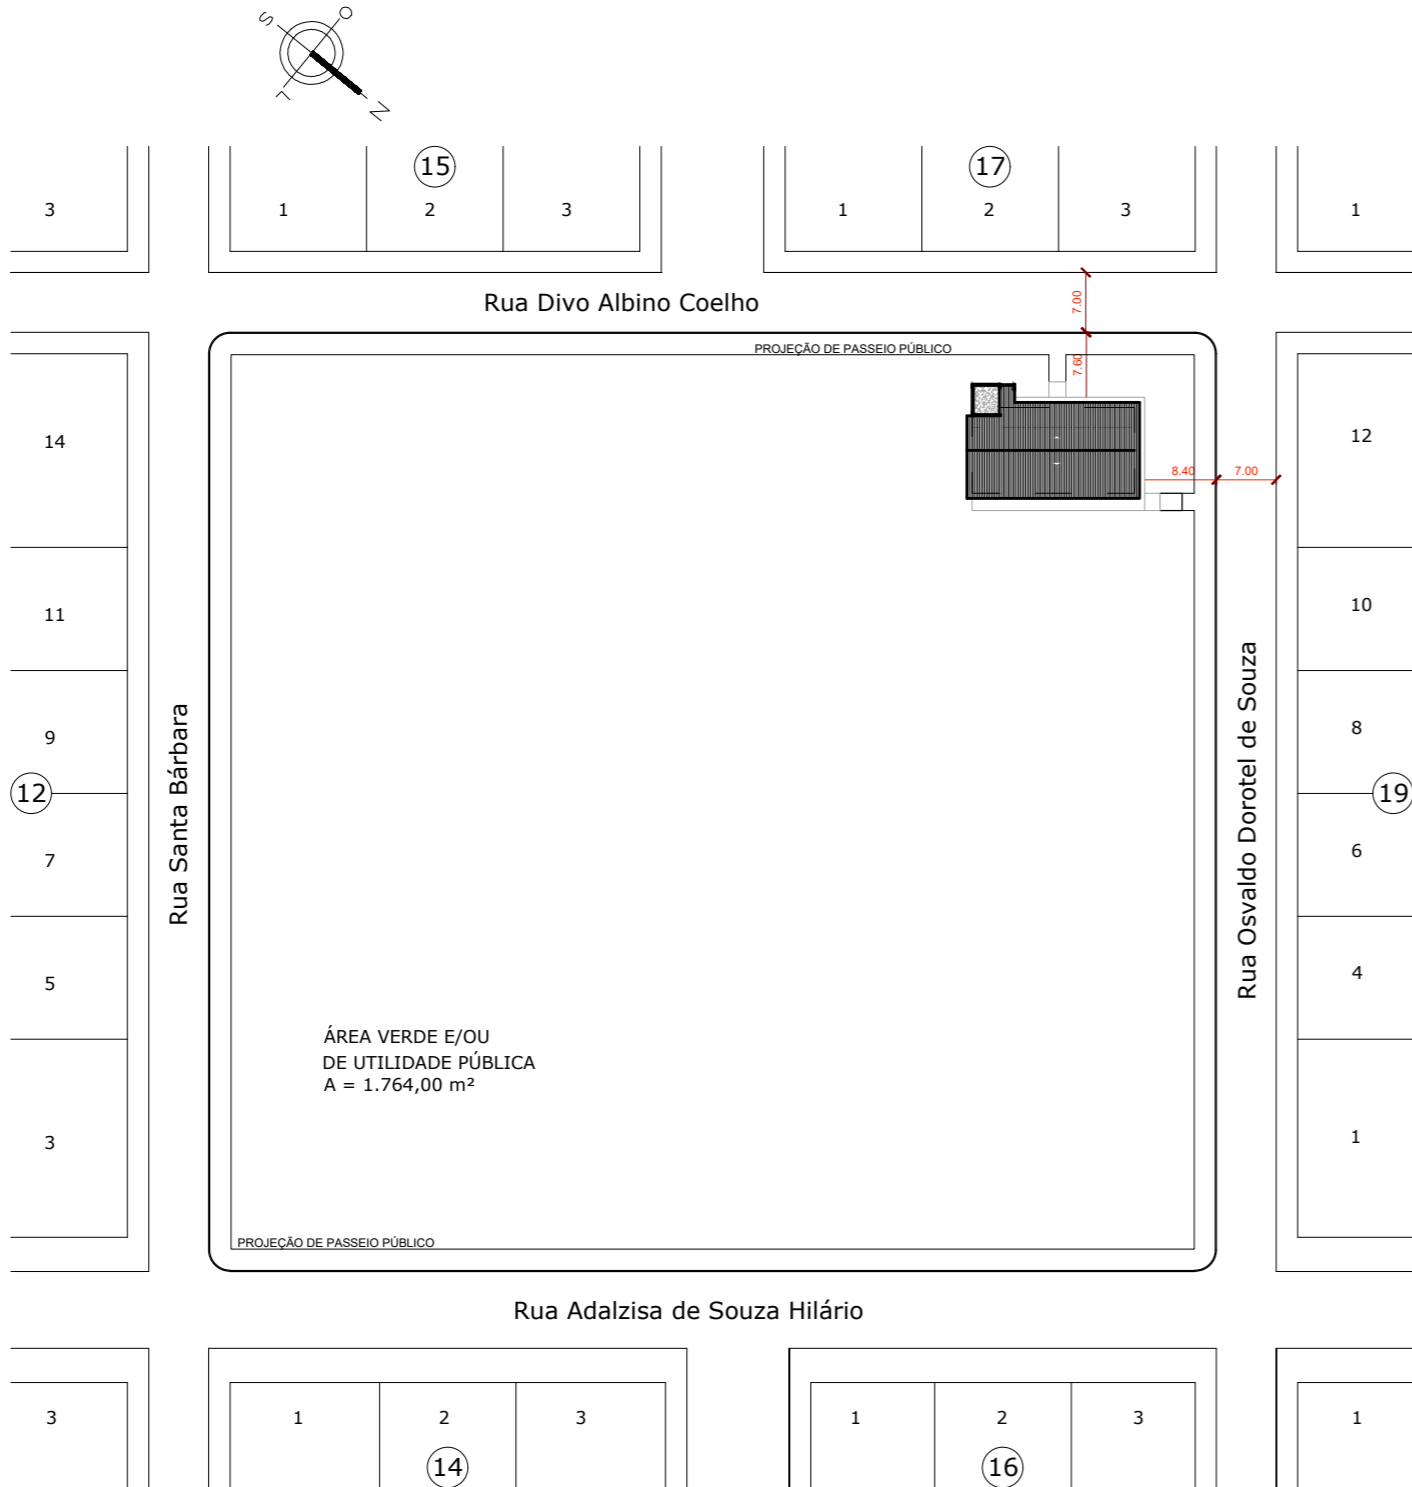 S
O
L
N
15
17
3
1
2
3
1
2
3
1
Rua Divo Albino Coelho
7.00
PROJEÇÃO DE PASSEIO PÚBLICO
7.60
14
12
8.40
7.00
11
10
Rua Santa Bárbara
Rua Osvaldo Dorotel de Souza
9
8
12
19
7
6
5
4
ÁREA VERDE E/OU
DE UTILIDADE PÚBLICA
A = 1.764,00 m²
3
1
PROJEÇÃO DE PASSEIO PÚBLICO
Rua Adalzisa de Souza Hilário
3
1
2
3
1
2
3
1
14
16